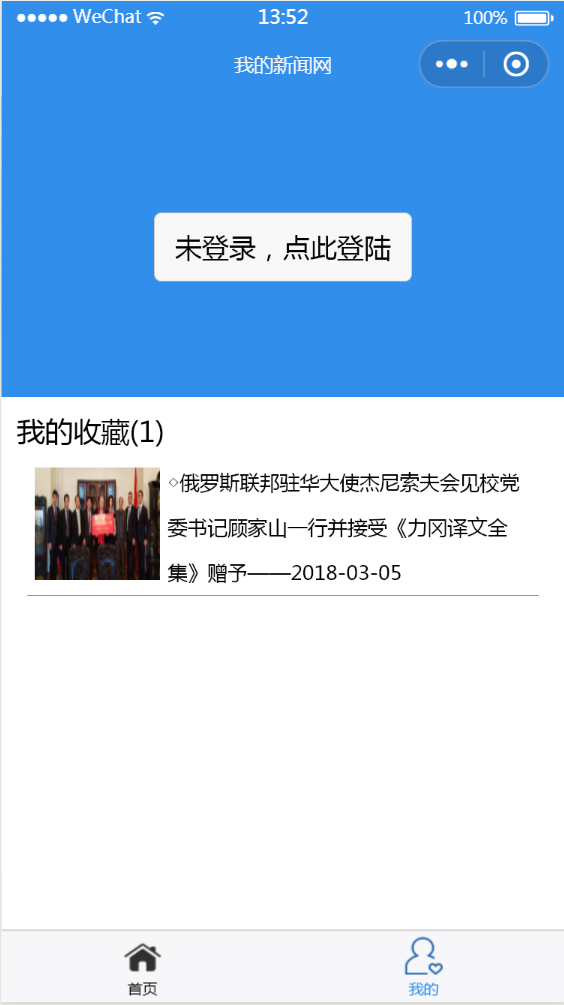 WeChat 13:52 100%
我的新闻网
未登录，点此登陆
我的收藏(1)
◇俄罗斯联邦驻华大使杰尼索夫会见校党
委书记顾家山一行并接受《力冈译文全
集》赠予——2018-03-05
首页 我的